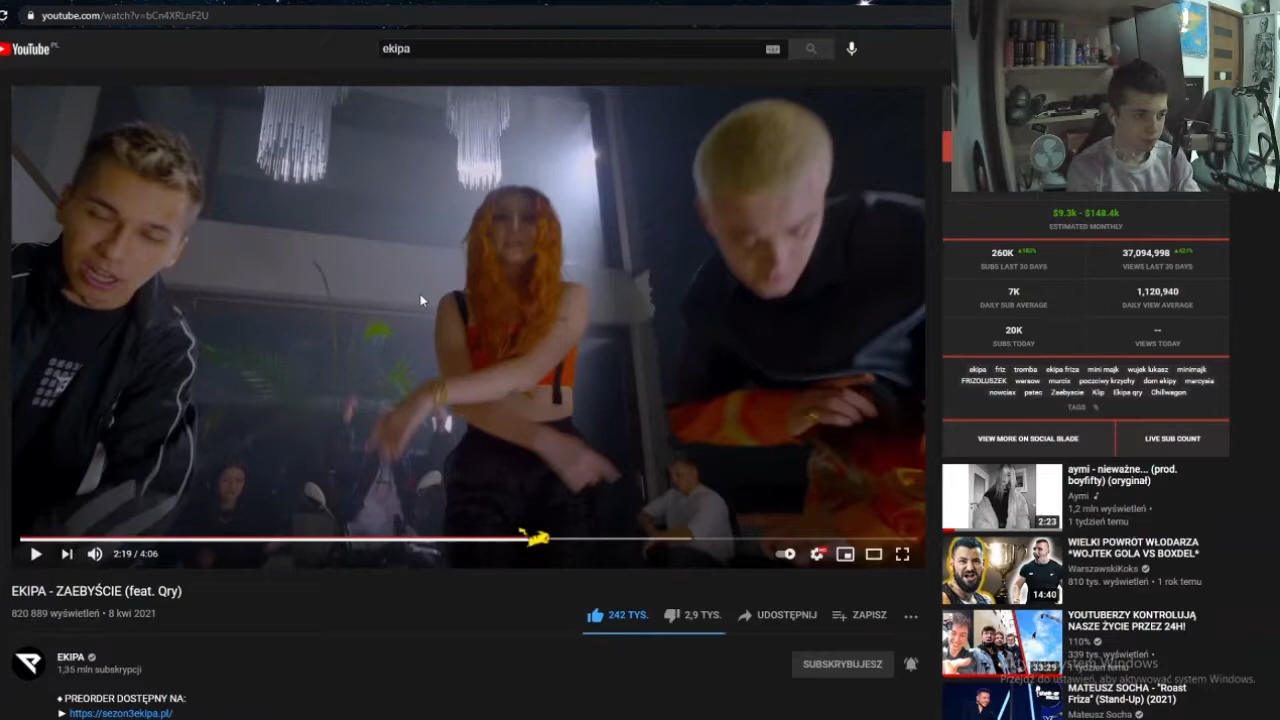 youtube.com/watch?v=bCn4XRLnF2U
YouTube PL
ekipa
2:19 / 4:06
EKIPA - ZAEBYŚCIE (feat. Qry)
820 889 wyświetleń • 8 kwi 2021
242 TYS.
2,9 TYS.
UDOSTĘPNIJ
ZAPISZ
EKIPA
1,35 mln subskrypcji
SUBSKRYBUJESZ
♦ PREORDER DOSTĘPNY NA:
► https://sezon3ekipa.pl/
$9.3k - $148.4k
ESTIMATED MONTHLY
260K
SUBS LAST 30 DAYS
37,094,998
VIEWS LAST 30 DAYS
7K
DAILY SUB AVERAGE
1,120,940
DAILY VIEW AVERAGE
20K
SUBS TODAY
--
VIEWS TODAY
ekipa friz tromba ekipa friza mini majk wujek lukasz minimajk
FRIZOLUSZEK wersow murcix poczciwy krzychy dom ekipy marcysia
nowciax patec Zaebyscie Klip Ekipa qry Chillwagon
TAGS
VIEW MORE ON SOCIAL BLADE
LIVE SUB COUNT
aymi - nieważne... (prod.
boyfifty) (oryginał)
Aymi
1,2 mln wyświetleń •
1 tydzień temu
2:23
WIELKI POWRÓT WŁODARZA
*WOJTEK GOLA VS BOXDEL*
WarszawskiKoks
810 tys. wyświetleń • 1 rok temu
14:40
YOUTUBERZY KONTROLUJĄ
NASZE ŻYCIE PRZEZ 24H!
110%
339 tys. wyświetleń •
1 tydzień temu
33:29
system Windows
Przejdź do ustawień, aby aktywować system Windows.
MATEUSZ SOCHA - "Roast
Friza" (Stand-Up) (2021)
Mateusz Socha